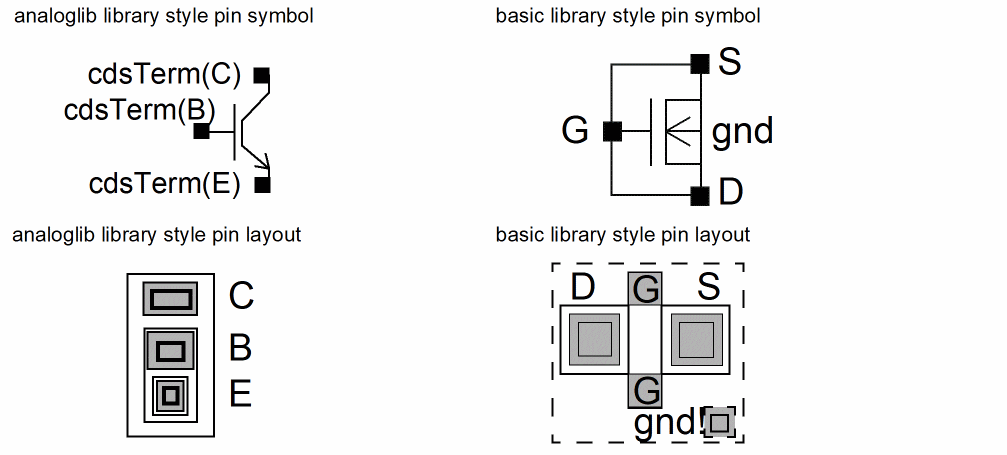 analoglib library style pin symbol
basic library style pin symbol
cdsTerm(C)
cdsTerm(B)
cdsTerm(E)
S
G
gnd
D
analoglib library style pin layout
basic library style pin layout
C
B
E
D
G
S
G
gnd!